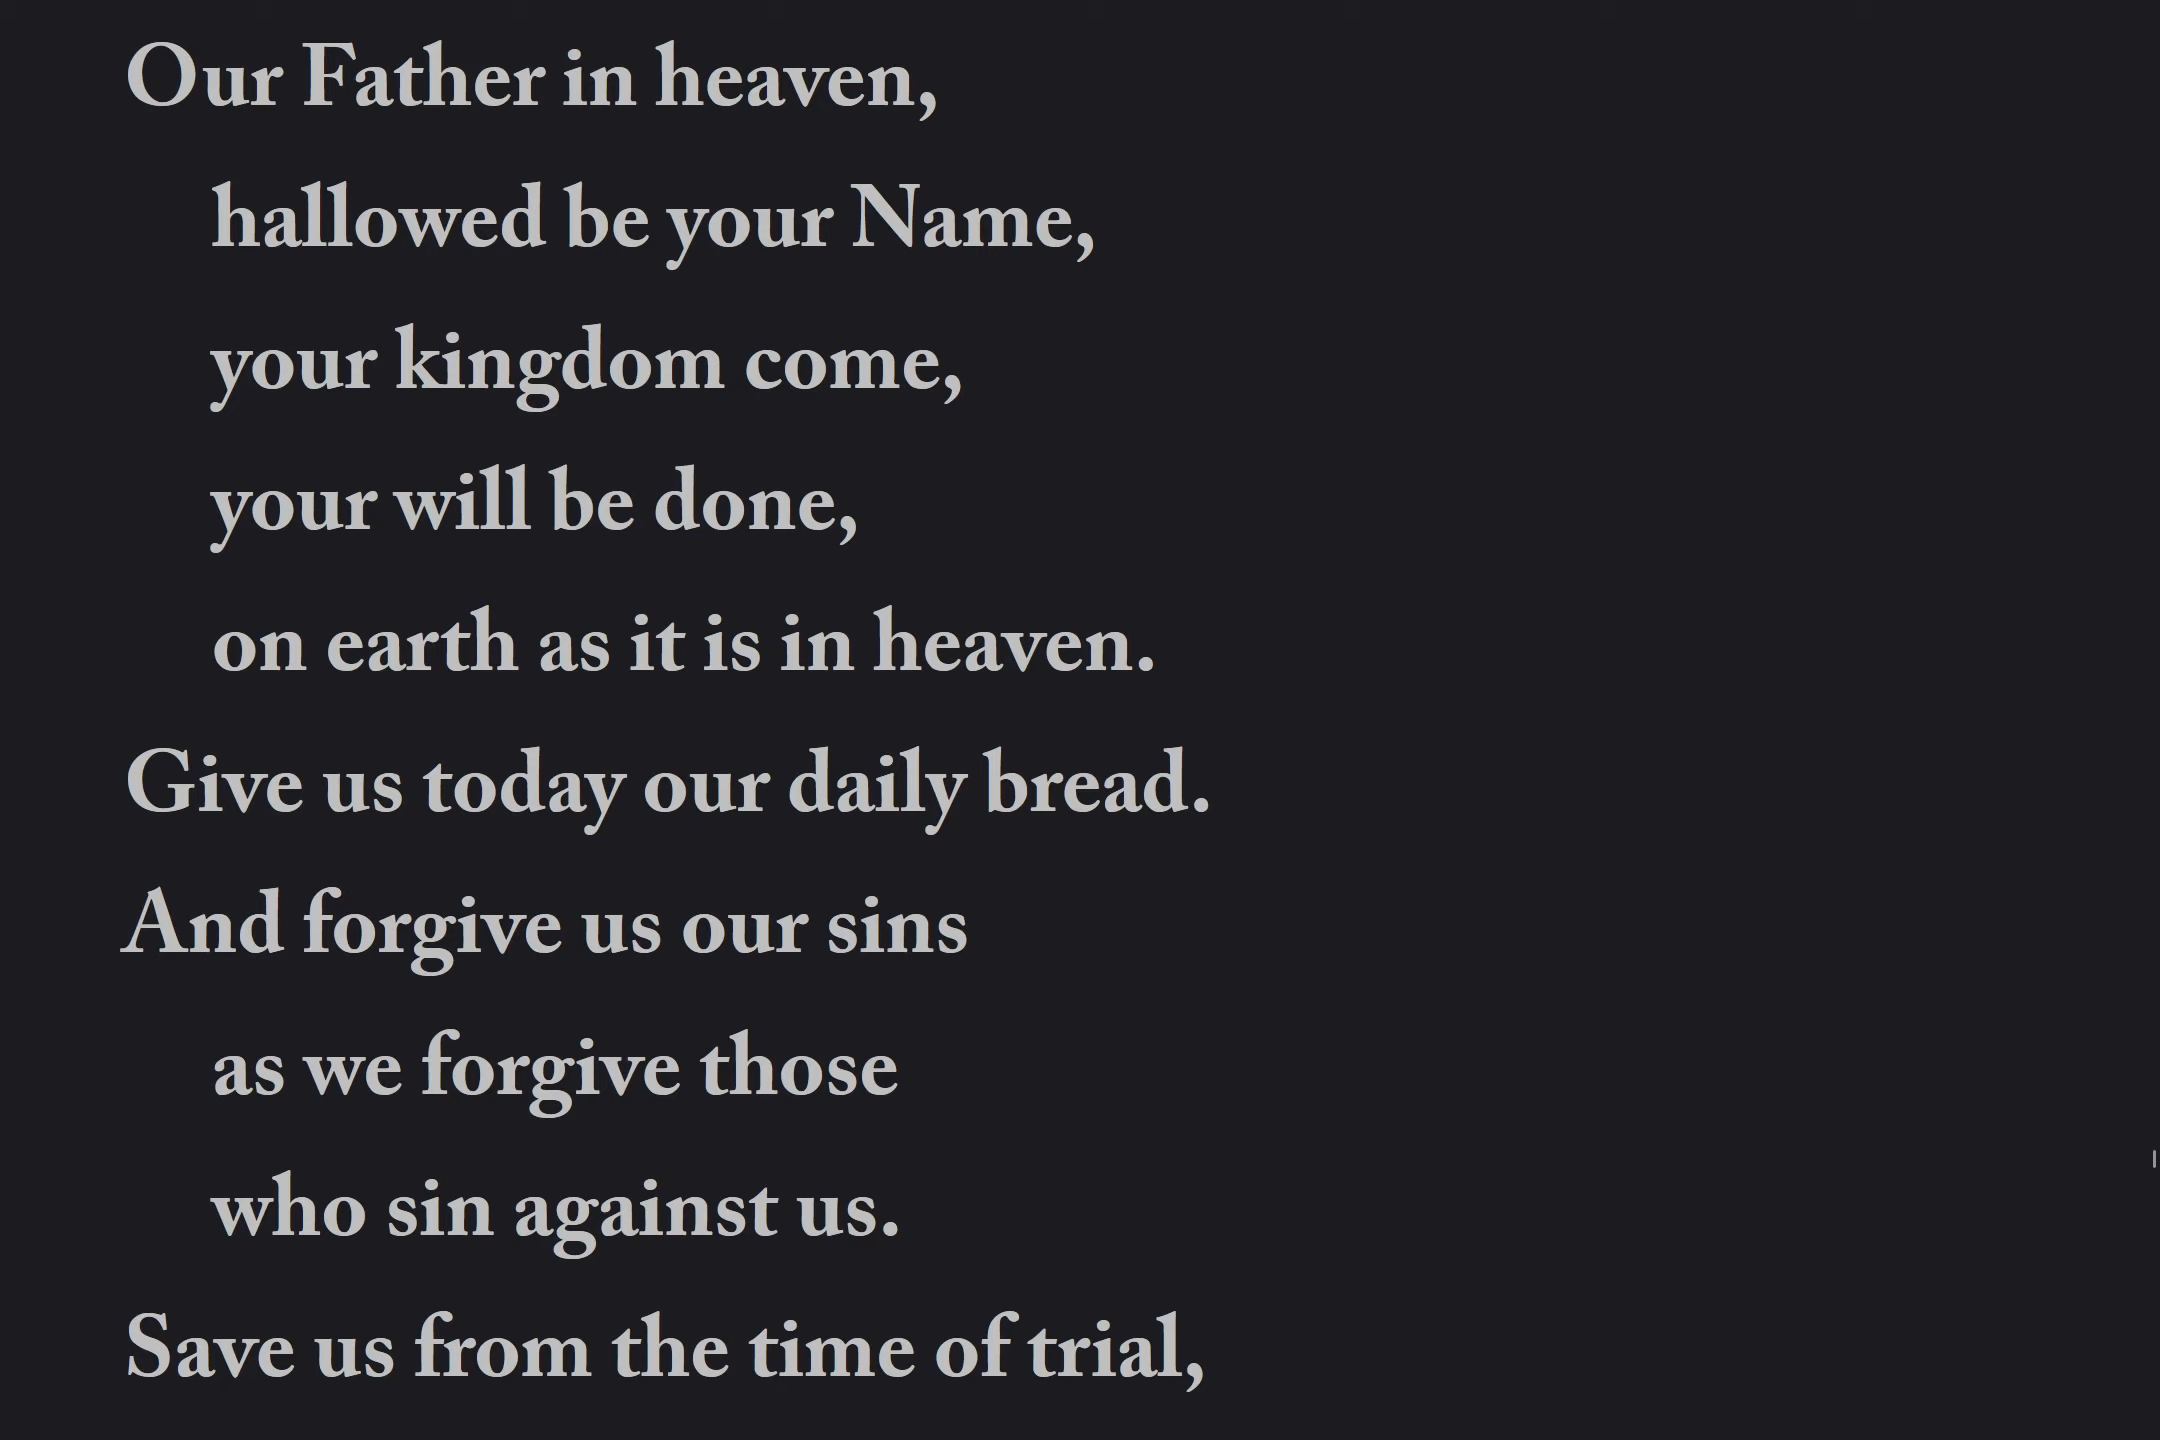 Our Father in heaven,
hallowed be your Name,
your kingdom come,
your will be done,
on earth as it is in heaven.
Give us today our daily bread.
And forgive us our sins
as we forgive those
who sin against us.
Save us from the time of trial,